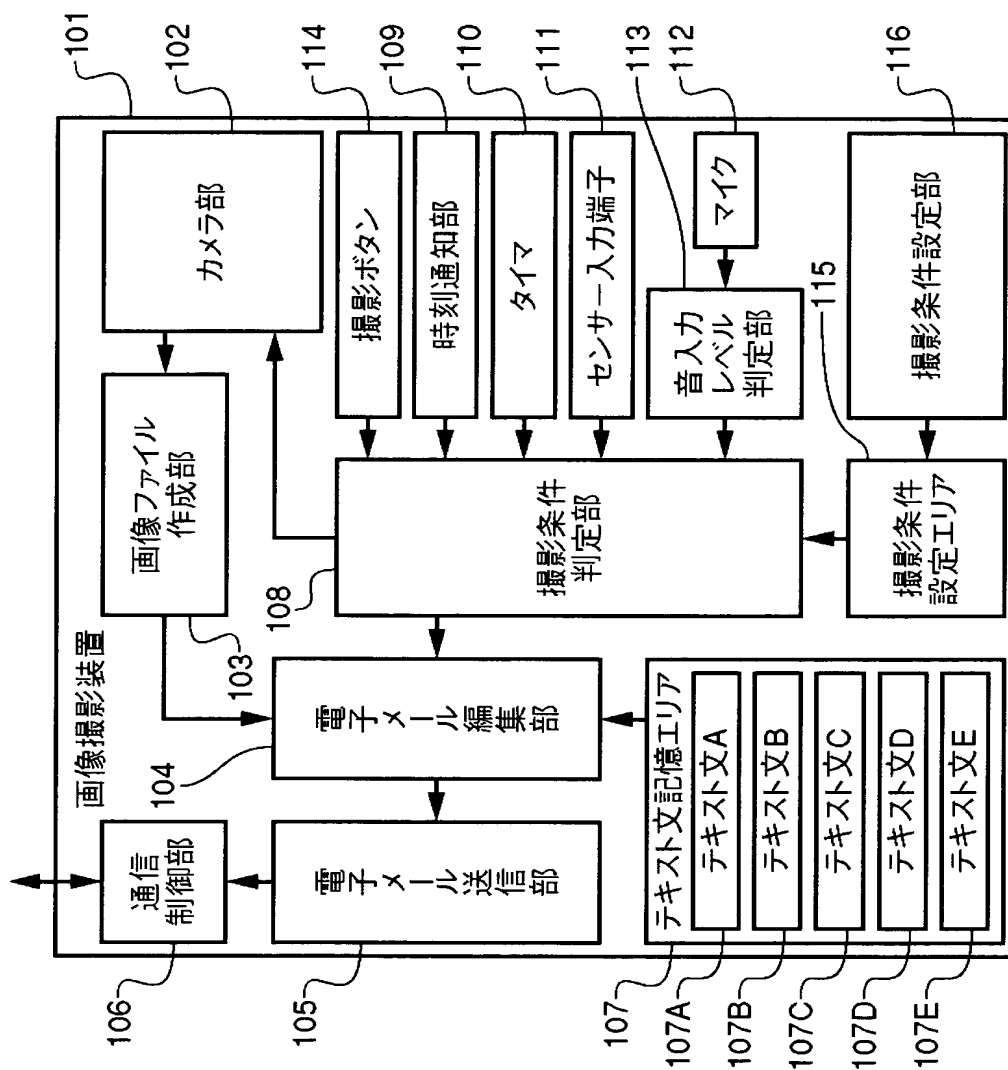 画像撮影装置
101
カメラ部
102
撮影ボタン
114
時刻通知部
109
タイマ
110
センサー入力端子
111
音入力
レベル
判定部
113
マイク
112
撮影条件設定部
116
撮影条件
設定エリア
115
画像ファイル
作成部
103
撮影条件
判定部
108
電子メール
編集部
104
通信
制御部
106
電子メール
送信部
105
テキスト文記憶エリア
107
テキスト文A
107A
テキスト文B
107B
テキスト文C
107C
テキスト文D
107D
テキスト文E
107E